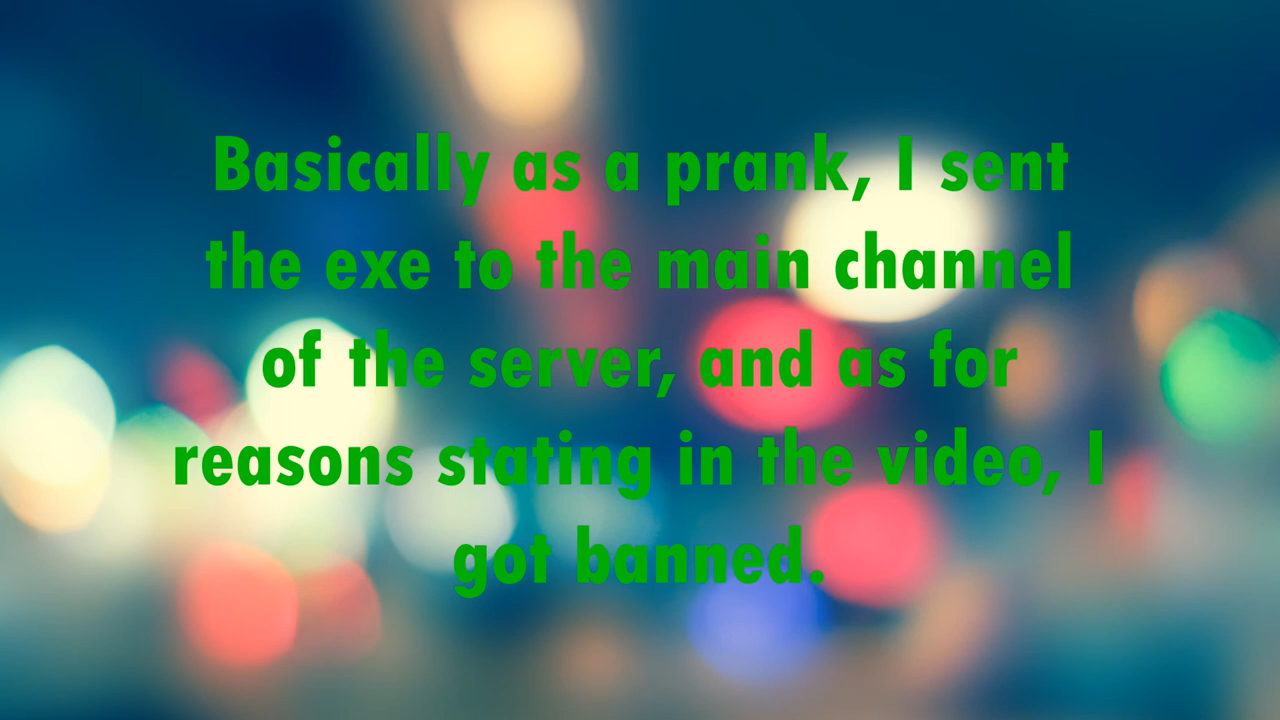 Basically as a prank, I sent
the exe to the main channel
of the server, and as for
reasons stating in the video, I
got banned.